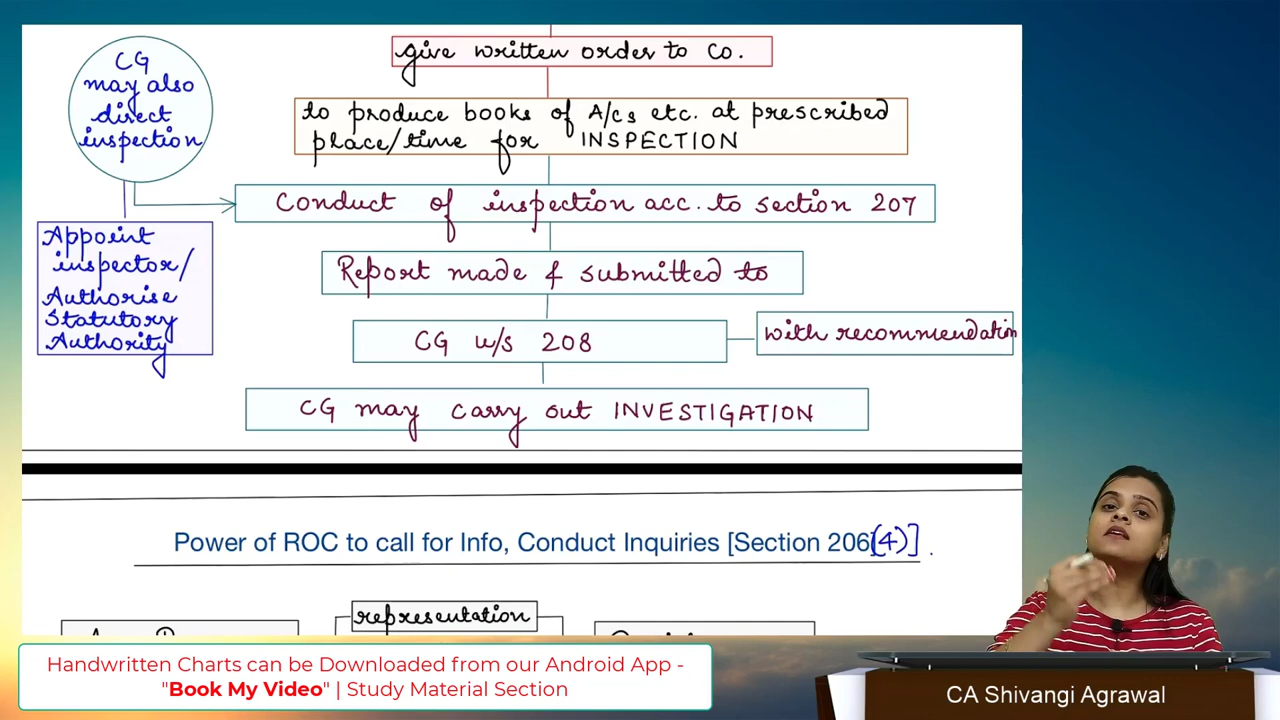 CG
may also
direct
inspection
give written order to Co.
to produce books of A/cs etc. at prescribed
place/time for INSPECTION
Conduct of inspection acc. to section 207
Appoint
inspector/
Authorise
Statutory
Authority
Report made & submitted to
CG u/s 208
with recommendation
CG may carry out INVESTIGATION
Power of ROC to call for Info, Conduct Inquiries [Section 206(4)]
representation
Handwritten Charts can be Downloaded from our Android App -
"Book My Video" | Study Material Section
CA Shivangi Agrawal